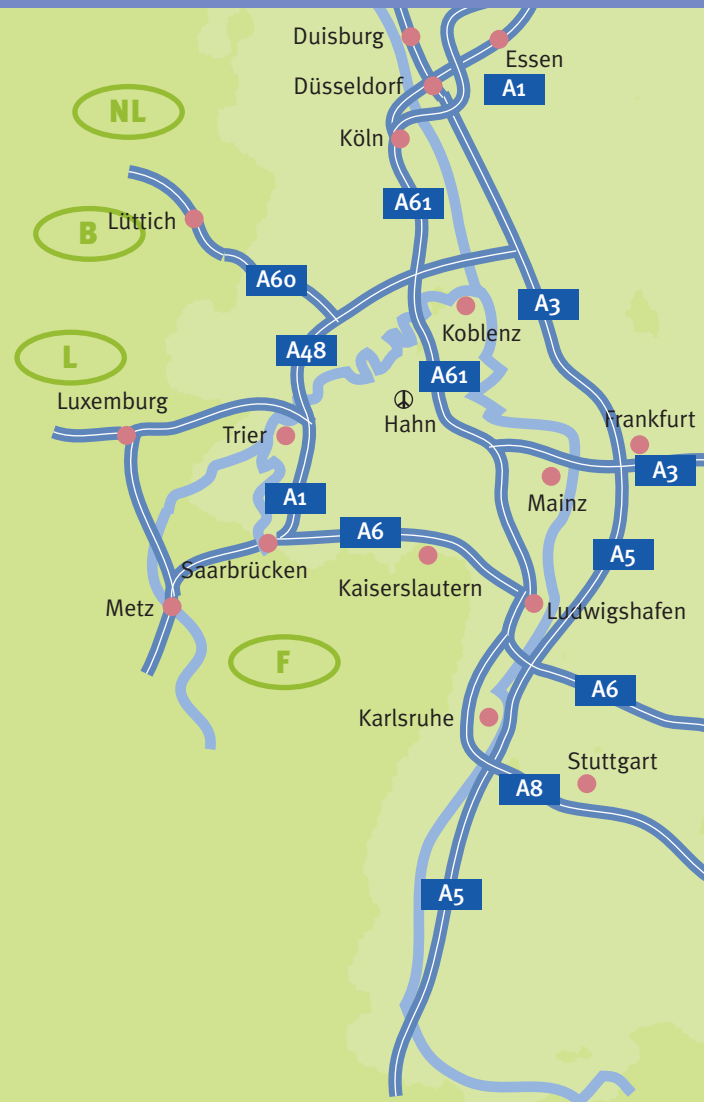 Duisburg
Essen
Düsseldorf
A1
NL
Köln
A61
Lüttich
B
A60
A3
Koblenz
A48
L
A61
Luxemburg
Hahn
Frankfurt
Trier
A3
Mainz
A1
A6
A5
Saarbrücken
Kaiserslautern
Metz
Ludwigshafen
F
A6
Karlsruhe
Stuttgart
A8
A5